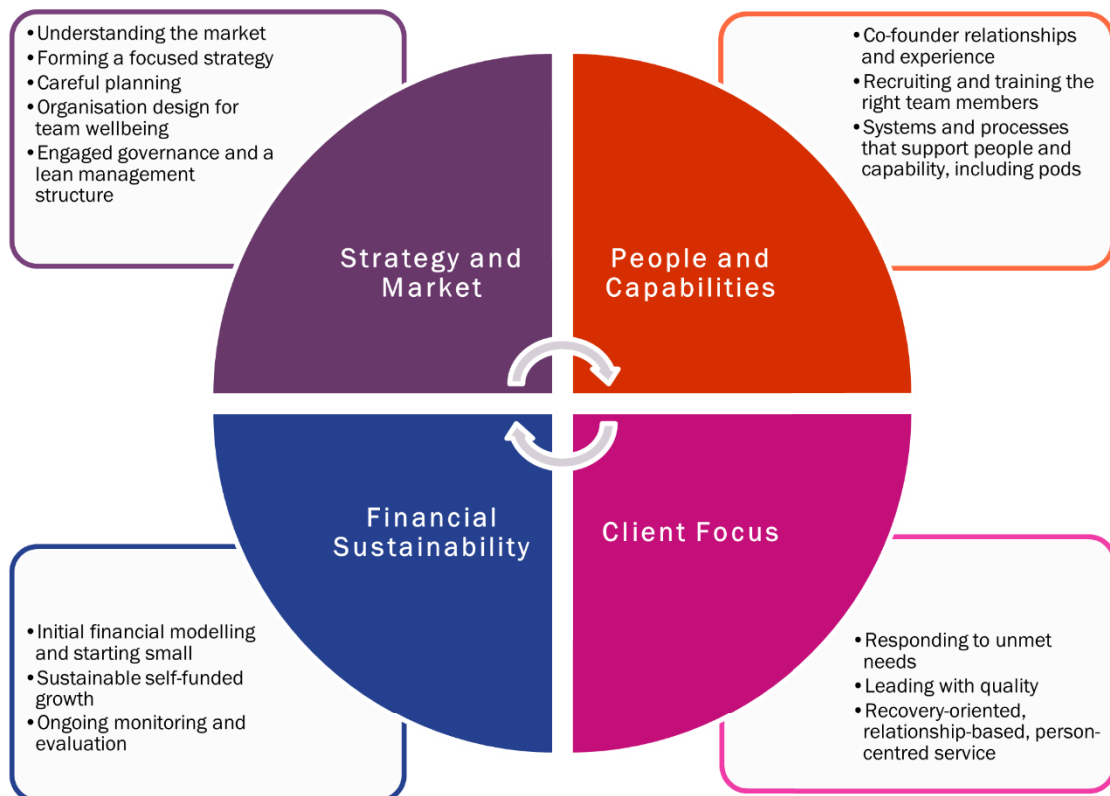 •Understanding the market
•Forming a focused strategy
•Careful planning
•Organisation design for
team wellbeing
•Engaged governance and a
lean management
structure
•Co-founder relationships
and experience
•Recruiting and training the
right team members
•Systems and processes
that support people and
capability, including pods
Strategy and
Market
People and
Capabilities
Financial
Sustainability
Client Focus
•Initial financial modelling
and starting small
•Sustainable self-funded
growth
•Ongoing monitoring and
evaluation
•Responding to unmet
needs
•Leading with quality
•Recovery-oriented,
relationship-based, person-
centred service